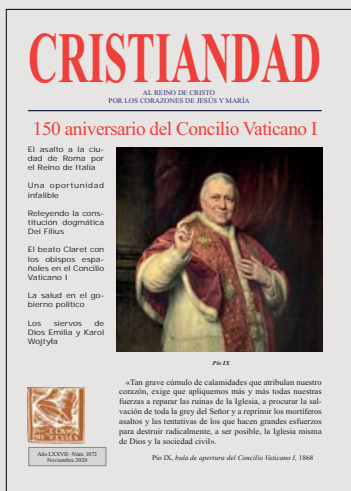 CRISTIANDAD
AL REINO DE CRISTO
POR LOS CORAZONES DE JESÚS Y MARÍA
150 aniversario del Concilio Vaticano I
El asalto a la ciu-
dad de Roma por
el Reino de Italia
Una oportunidad
infalible
Releyendo la cons-
titución dogmática
Dei Filius
El beato Claret con
los obispos espa-
ñoles en el Concilio
Vaticano I
La salud en el go-
bierno político
Los siervos de
Dios Emilia y Karol
Wojtyła
Pío IX
«Tan grave cúmulo de calamidades que atribulan nuestro
corazón, exige que apliquemos más y más todas nuestras
fuerzas a reparar las ruinas de la Iglesia, a procurar la sal-
vación de toda la grey del Señor y a reprimir los mortíferos
asaltos y las tentativas de los que hacen grandes esfuerzos
para destruir radicalmente, a ser posible, la Iglesia misma
de Dios y la sociedad civil».
Pío IX, bula de apertura del Concilio Vaticano I, 1868
Año LXXVII- Núm. 1072
Noviembre 2020